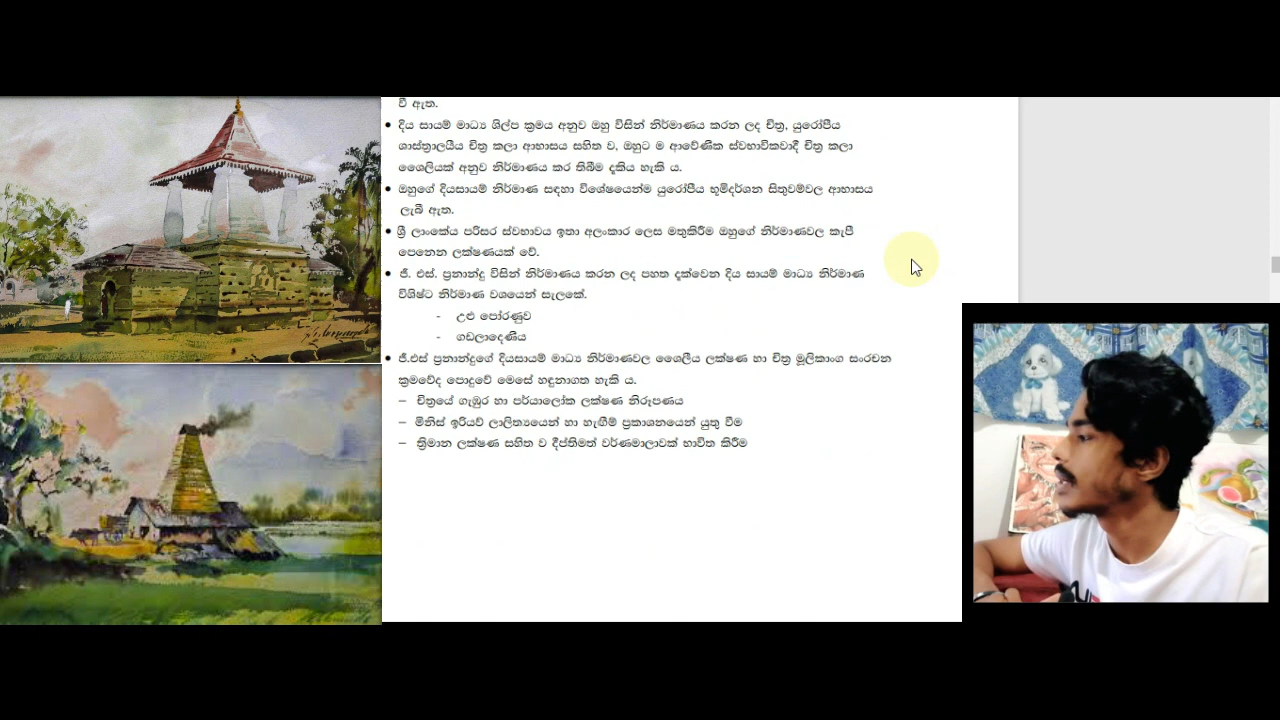 වී ඇත.
• දිය සායම් මාධ්‍ය ශිල්ප ක්‍රමය අනුව ඔහු විසින් නිර්මාණය කරන ලද චිත්‍ර, යුරෝපීය
ශාස්ත්‍රාලයීය චිත්‍ර කලා ආභාසය සහිත ව, ඔහුට ම ආවේණික ස්වභාවිකවාදී චිත්‍ර කලා
ශෛලියක් අනුව නිර්මාණය කර තිබීම දැකිය හැකි ය.
• ඔහුගේ දියසායම් නිර්මාණ සඳහා විශේෂයෙන්ම යුරෝපීය භූමිදර්ශන සිතුවම්වල ආභාසය
ලැබී ඇත.
• ශ්‍රී ලාංකේය පරිසර ස්වභාවය ඉතා අලංකාර ලෙස මතුකිරීම ඔහුගේ නිර්මාණවල කැපී
පෙනෙන ලක්ෂණයක් වේ.
• ජී. එස්. ප්‍රනාන්දු විසින් නිර්මාණය කරන ලද පහත දැක්වෙන දිය සායම් මාධ්‍ය නිර්මාණ
විශිෂ්ට නිර්මාණ වශයෙන් සැලකේ.
- උළු පෝරණුව
- ගඩලාදෙණිය
• ජී.එස් ප්‍රනාන්දුගේ දියසායම් මාධ්‍ය නිර්මාණවල ශෛලීය ලක්ෂණ හා චිත්‍ර මූලිකාංග සංරචන
ක්‍රමවේද පොදුවේ මෙසේ හඳුනාගත හැකි ය.
– චිත්‍රයේ ගැඹුර හා පර්යාලෝක ලක්ෂණ නිරූපණය
– මිනිස් ඉරියව් ලාලිත්‍යයෙන් හා හැඟීම් ප්‍රකාශනයෙන් යුතු වීම
– ත්‍රිමාන ලක්ෂණ සහිත ව දීප්තිමත් වර්ණමාලාවක් භාවිත කිරීම